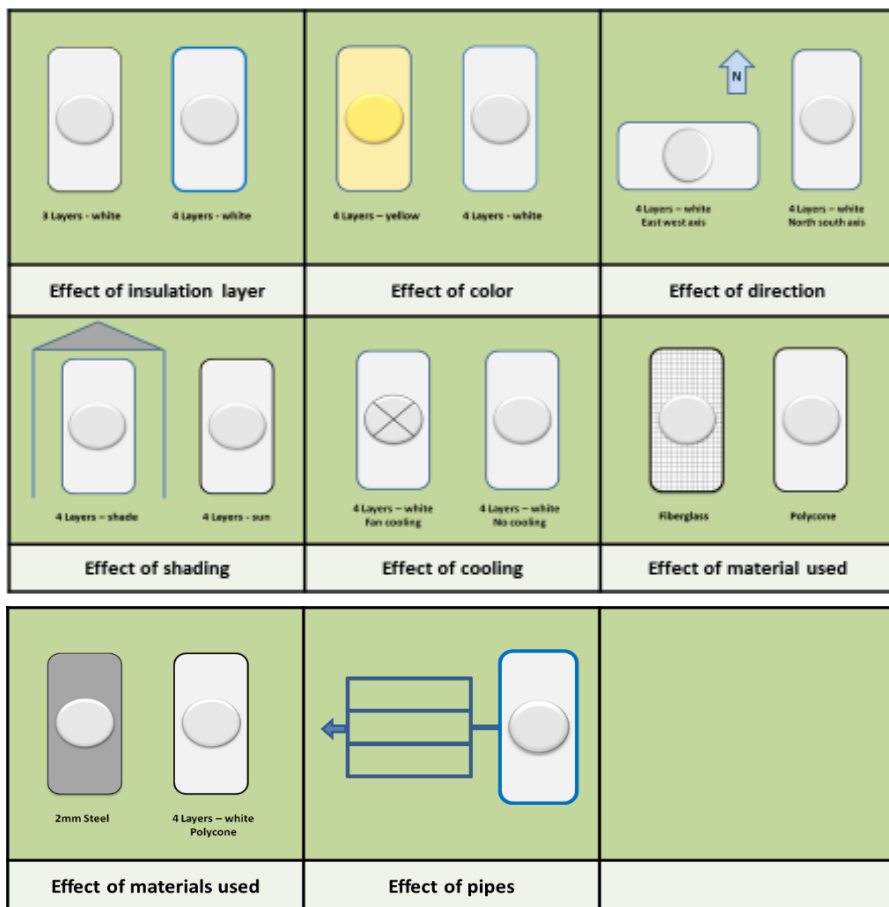 3 Layers - white
4 Layers - white
4 Layers – yellow
4 Layers - white
N
4 Layers – white
East west axis
4 Layers – white
North south axis
Effect of insulation layer
Effect of color
Effect of direction
4 Layers – shade
4 Layers - sun
4 Layers – white
Fan cooling
4 Layers – white
No cooling
Fiberglass
Polycone
Effect of shading
Effect of cooling
Effect of material used
2mm Steel
4 Layers – white
Polycone
Effect of materials used
Effect of pipes